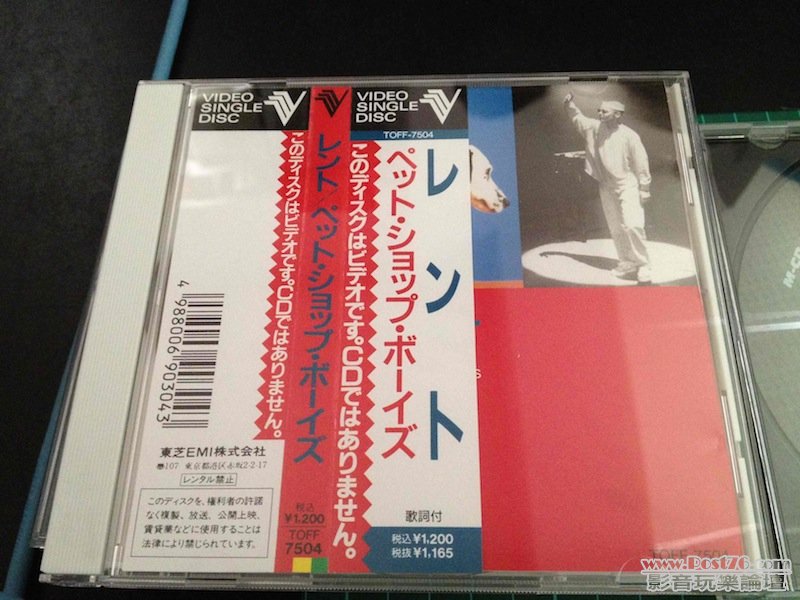 VIDEO
SINGLE
DISC
このディスクはビデオです。CDではありません。
4988006903043
東芝EMI株式会社
〠107 東京都港区赤坂2-2-17
レンタル禁止
このディスクを、権利者の許諾
なく複製、放送、公開上映、
賃貸業などに使用することは
法律により禁じられています。
レント ペット・ショップ・ボーイズ
税込
¥1,200
TOFF
7504
VIDEO
SINGLE
DISC
TOFF-7504
レント
ペット・ショップ・ボーイズ
このディスクはビデオです。CDではありません。
歌詞付
税込¥1,200
税抜¥1,165
S
TOFF-7504
www.Post76.com
影音玩樂論壇